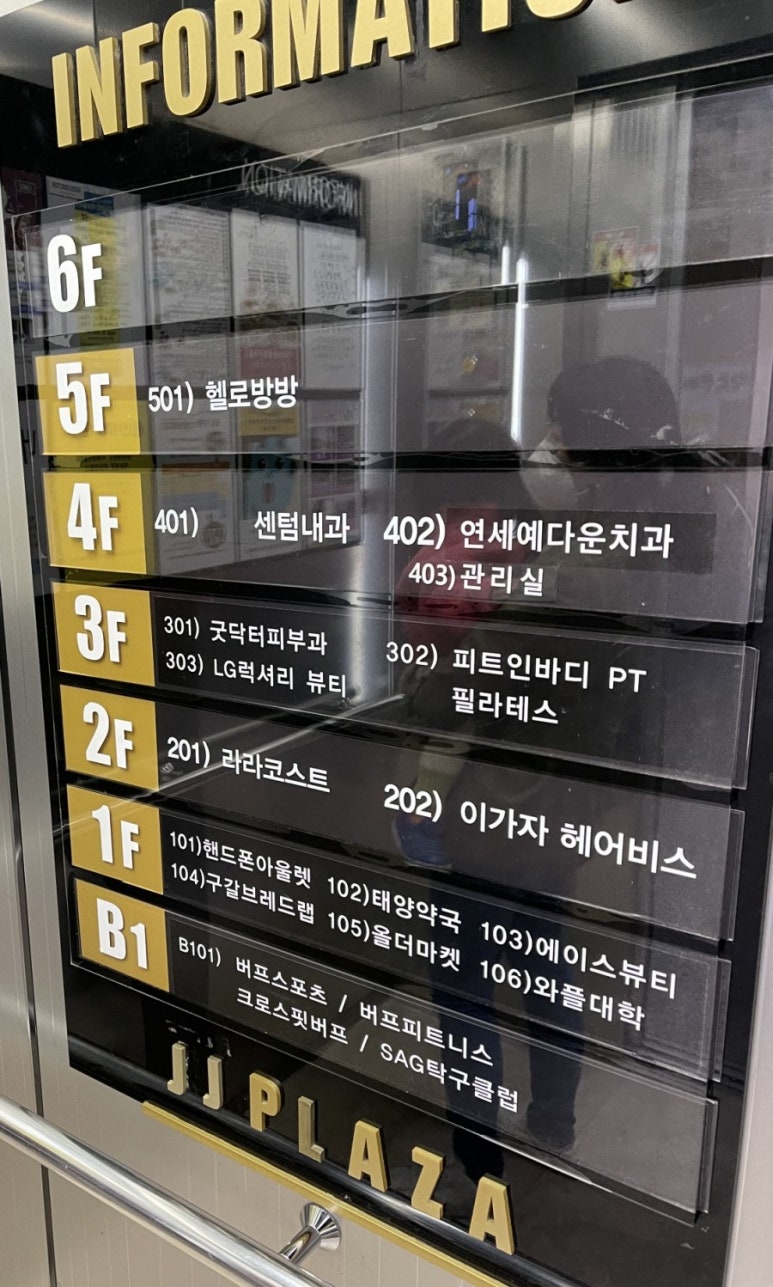 INFORMATIO
6F
5F
501) 헬로방방
4F
401) 센텀내과 402) 연세예다운치과
403) 관리실
3F
301) 굿닥터피부과 302) 피트인바디 PT
303) LG럭셔리 뷰티 필라테스
2F
201) 라라코스트 202) 이가자 헤어비스
1F
101)핸드폰아울렛 102)태양약국 103)에이스뷰티
104)구갈브레드랩 105)올더마켓 106)와플대학
B1
B101) 버프스포츠 / 버프피트니스
크로스핏버프 / SAG탁구클럽
JJ PLAZA